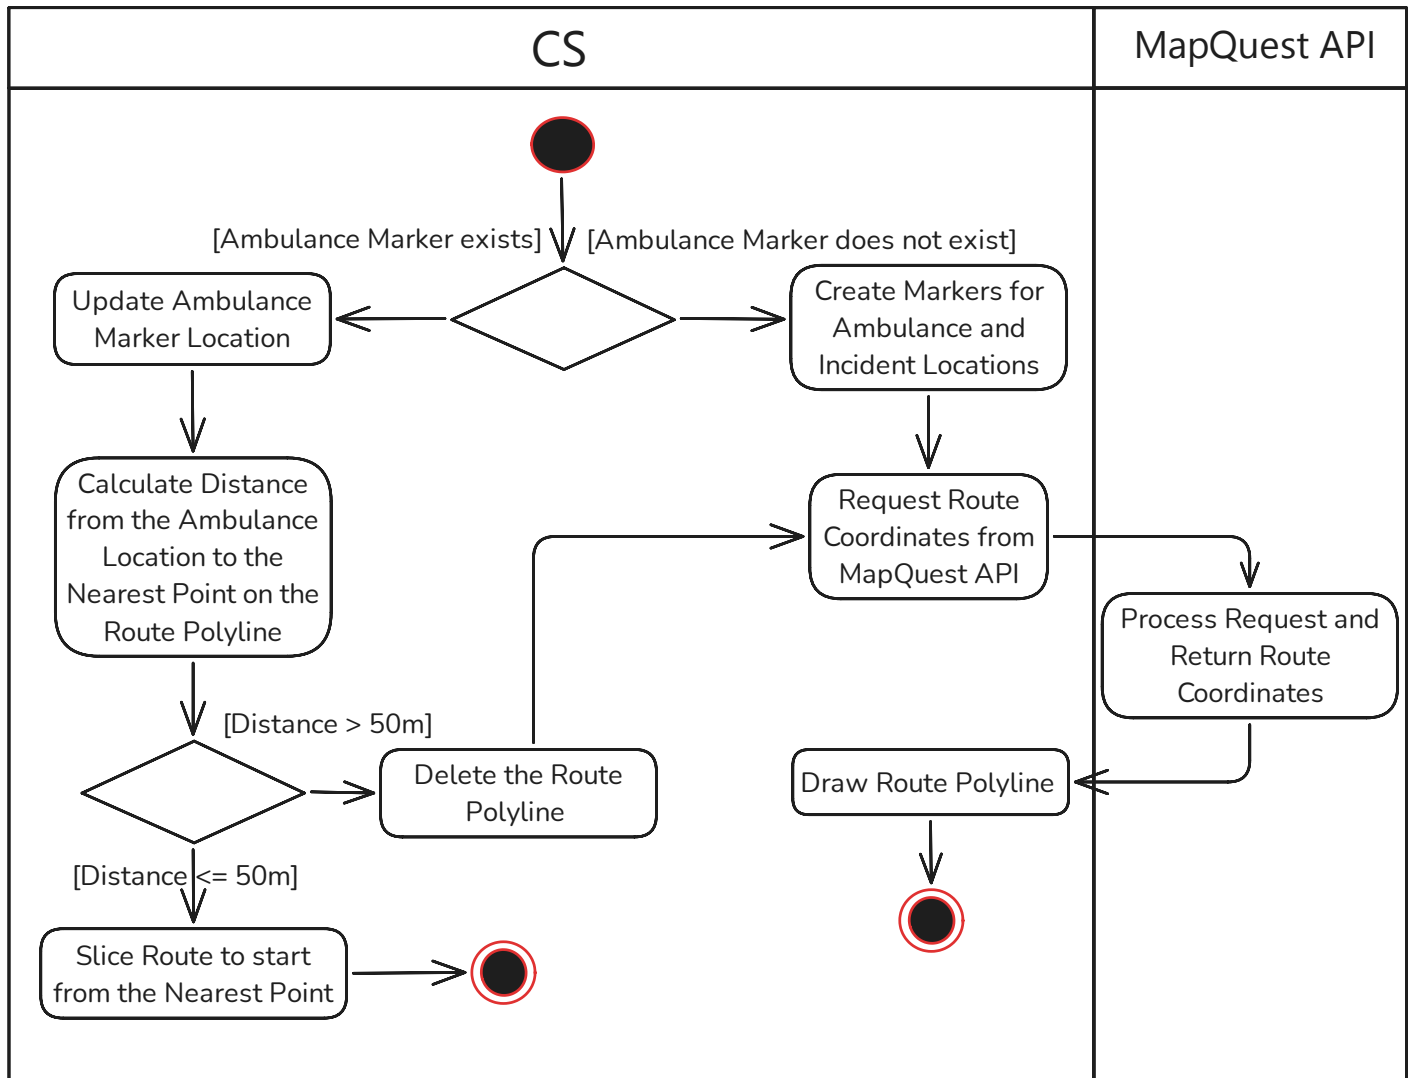 CS
MapQuest API
[Ambulance Marker exists]
[Ambulance Marker does not exist]
Update Ambulance
Marker Location
Create Markers for
Ambulance and
Incident Locations
Calculate Distance
from the Ambulance
Location to the
Nearest Point on the
Route Polyline
Request Route
Coordinates from
MapQuest API
Process Request and
Return Route
Coordinates
[Distance > 50m]
Delete the Route
Polyline
Draw Route Polyline
[Distance <= 50m]
Slice Route to start
from the Nearest Point